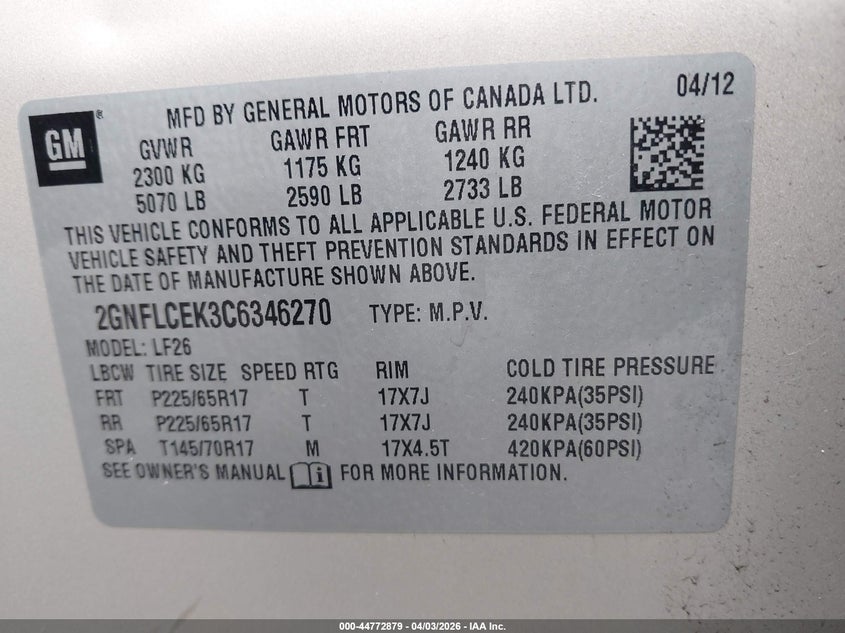 GM®
MFD BY GENERAL MOTORS OF CANADA LTD. 04/12
GVWR GAWR FRT GAWR RR
2300 KG 1175 KG 1240 KG
5070 LB 2590 LB 2733 LB
THIS VEHICLE CONFORMS TO ALL APPLICABLE U.S. FEDERAL MOTOR
VEHICLE SAFETY AND THEFT PREVENTION STANDARDS IN EFFECT ON
THE DATE OF MANUFACTURE SHOWN ABOVE.
2GNFLCEK3C6346270 TYPE: M.P.V.
MODEL: LF26
LBCW TIRE SIZE SPEED RTG RIM COLD TIRE PRESSURE
FRT P225/65R17 T 17X7J 240KPA(35PSI)
RR P225/65R17 T 17X7J 240KPA(35PSI)
SPA T145/70R17 M 17X4.5T 420KPA(60PSI)
SEE OWNER'S MANUAL i FOR MORE INFORMATION.
000-44772879 - 04/03/2026 - IAA Inc.